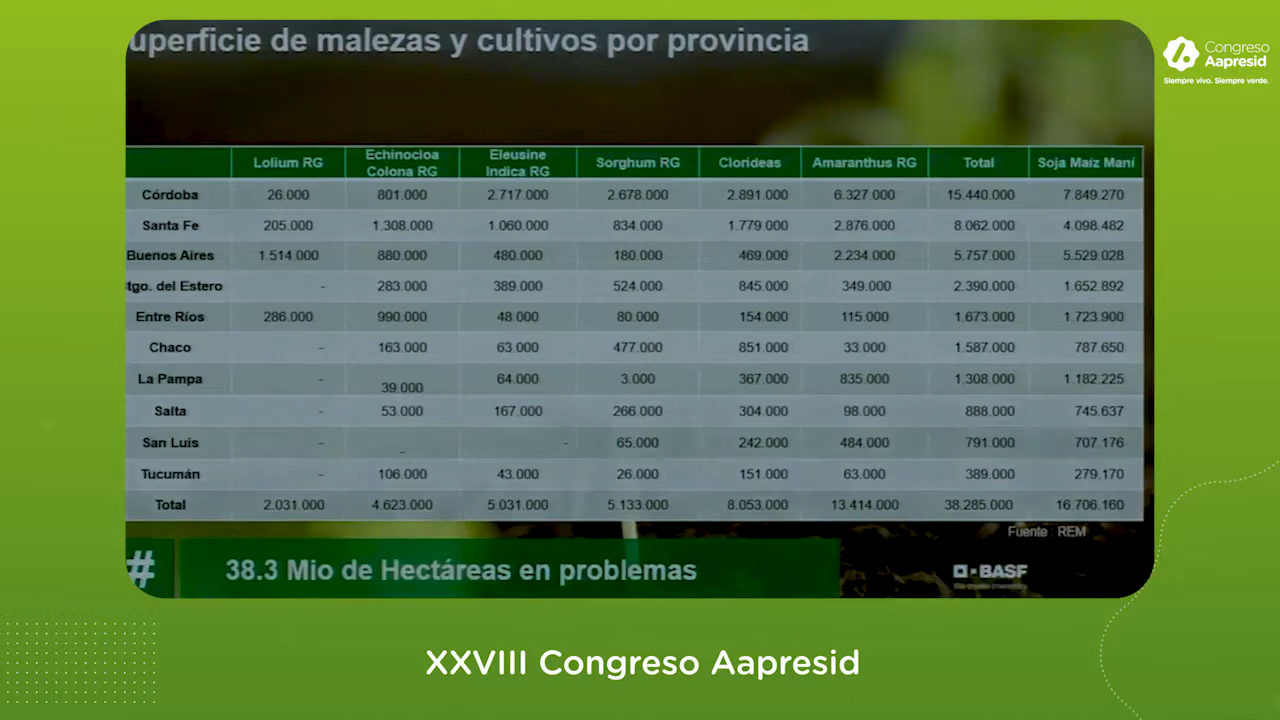 uperficie de malezas y cultivos por provincia
Congreso
Aapresid
Siempre vivo. Siempre verde.
Lolium RG Echinocloa Colona RG Eleusine Indica RG Sorghum RG Clorideas Amaranthus RG Total Soja Maíz Maní
Córdoba 26.000 801.000 2.717.000 2.678.000 2.891.000 6.327.000 15.440.000 7.849.270
Santa Fe 205.000 1.308.000 1.060.000 834.000 1.779.000 2.876.000 8.062.000 4.098.482
Buenos Aires 1.514.000 880.000 480.000 180.000 469.000 2.234.000 5.757.000 5.529.028
tgo. del Estero - 283.000 389.000 524.000 845.000 349.000 2.390.000 1.652.892
Entre Ríos 286.000 990.000 48.000 80.000 154.000 115.000 1.673.000 1.723.900
Chaco - 163.000 63.000 477.000 851.000 33.000 1.587.000 787.650
La Pampa - 39.000 64.000 3.000 367.000 835.000 1.308.000 1.182.225
Salta - 53.000 167.000 266.000 304.000 98.000 888.000 745.637
San Luis - - - 65.000 242.000 484.000 791.000 707.176
Tucumán - 106.000 43.000 26.000 151.000 63.000 389.000 279.170
Total 2.031.000 4.623.000 5.031.000 5.133.000 8.053.000 13.414.000 38.285.000 16.706.160
Fuente : REM
# 38.3 Mio de Hectáreas en problemas
BASF
XXVIII Congreso Aapresid